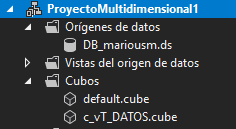 ProyectoMultidimensional1
Orígenes de datos
DB_mariousm.ds
Vistas del origen de datos
Cubos
default.cube
c_vT_DATOS.cube